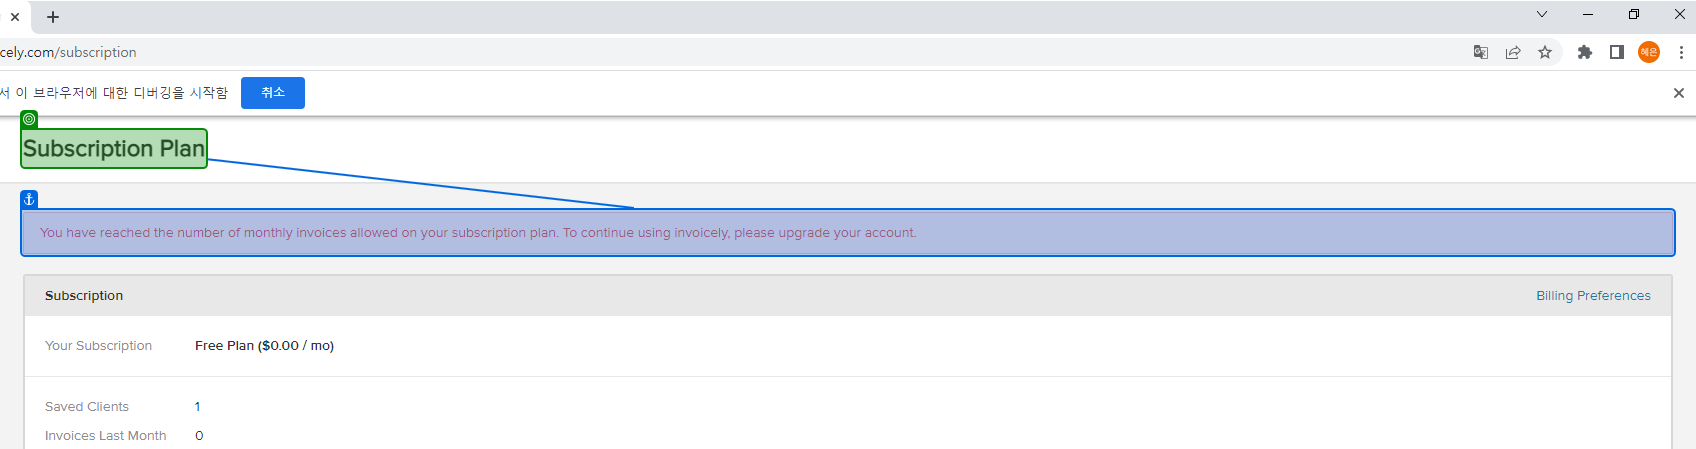 cely.com/subscription
혜은
서 이 브라우저에 대한 디버깅을 시작함
취소
Subscription Plan
You have reached the number of monthly invoices allowed on your subscription plan. To continue using invoicely, please upgrade your account.
Subscription
Billing Preferences
Your Subscription
Free Plan ($0.00 / mo)
Saved Clients
1
Invoices Last Month
0